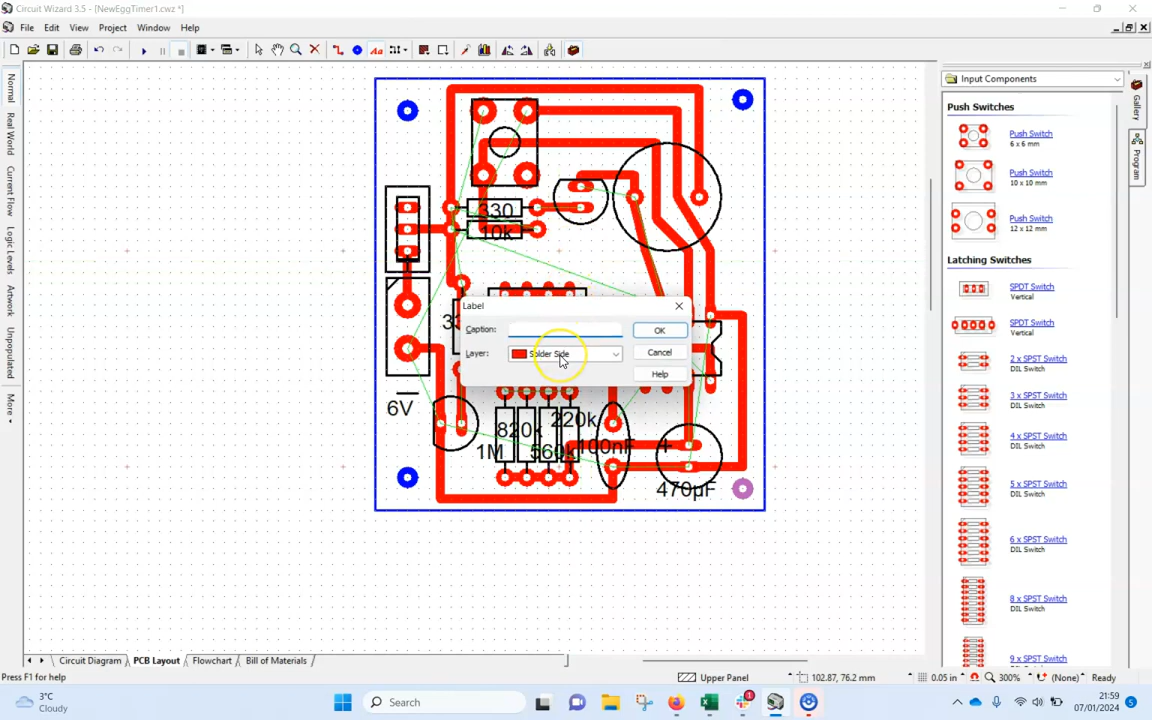 Circuit Wizard 3.5 - [NewEggTimer1.cwz *]
File Edit View Project Window Help
Aa
Normal
Real World
Current Flow
Logic Levels
Artwork
Unpopulated
More
330
10k
6V
820k
220k
1M
560k
100nF
4
470µF
Label
Caption:
OK
Layer:
Solder Side
Cancel
Help
Input Components
Gallery
Program
Push Switches
Push Switch
6 x 6 mm
Push Switch
10 x 10 mm
Push Switch
12 x 12 mm
Latching Switches
SPDT Switch
Vertical
SPDT Switch
Vertical
2 x SPST Switch
DIL Switch
3 x SPST Switch
DIL Switch
4 x SPST Switch
DIL Switch
5 x SPST Switch
DIL Switch
6 x SPST Switch
DIL Switch
8 x SPST Switch
DIL Switch
9 x SPST Switch
Circuit Diagram PCB Layout Flowchart Bill of Materials
Press F1 for help
Upper Panel
102.87, 76.2 mm
0.05 in
300%
(None)
Ready
3°C
Cloudy
Search
1
21:59
07/01/2024
5